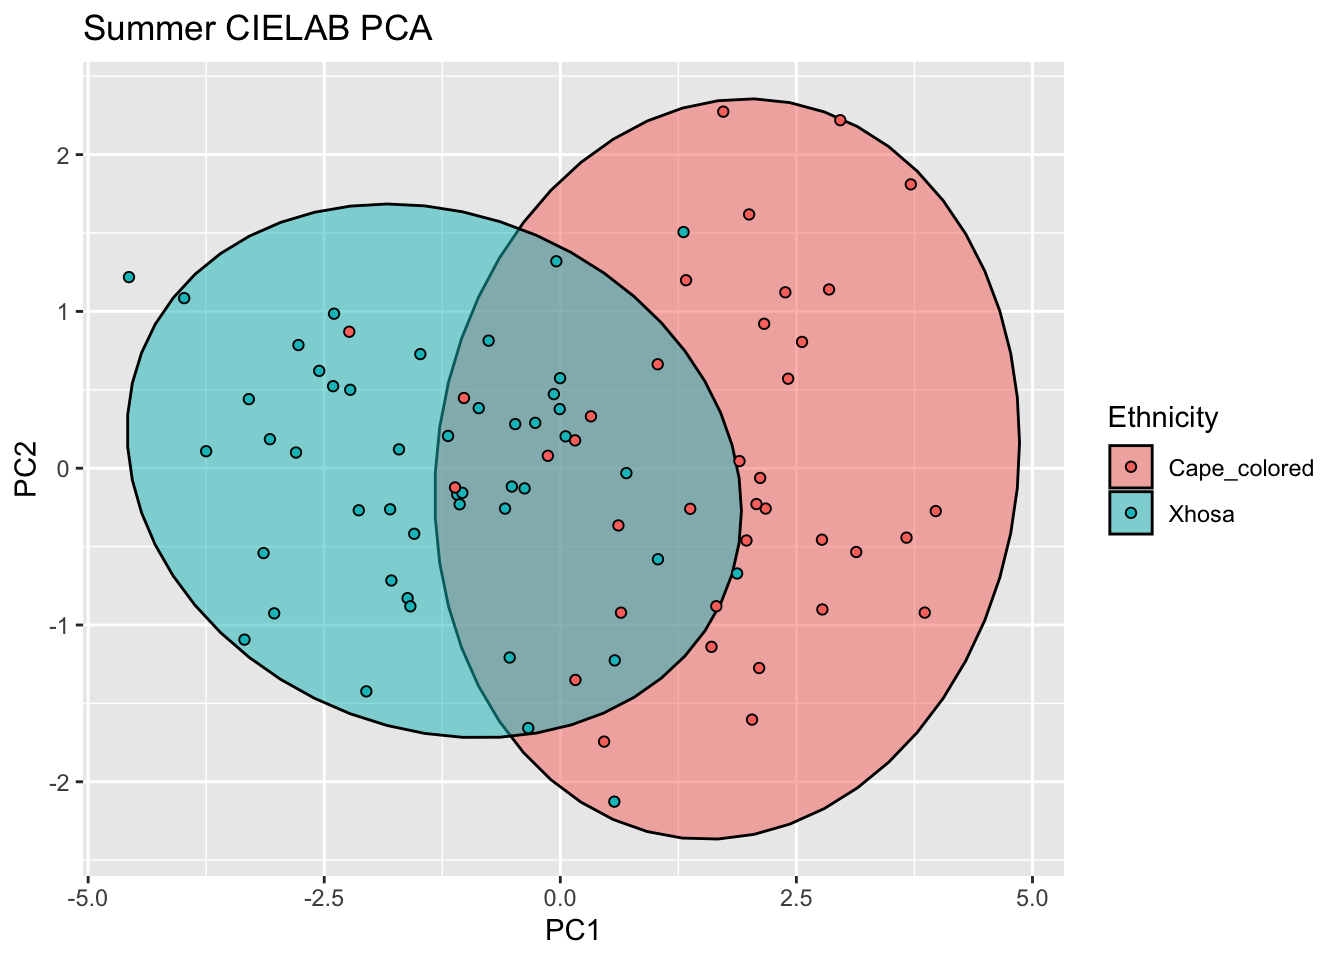 Summer CIELAB PCA
2
1
0
-1
-2
PC2
-5.0 -2.5 0.0 2.5 5.0
PC1
Ethnicity
Cape_colored
Xhosa